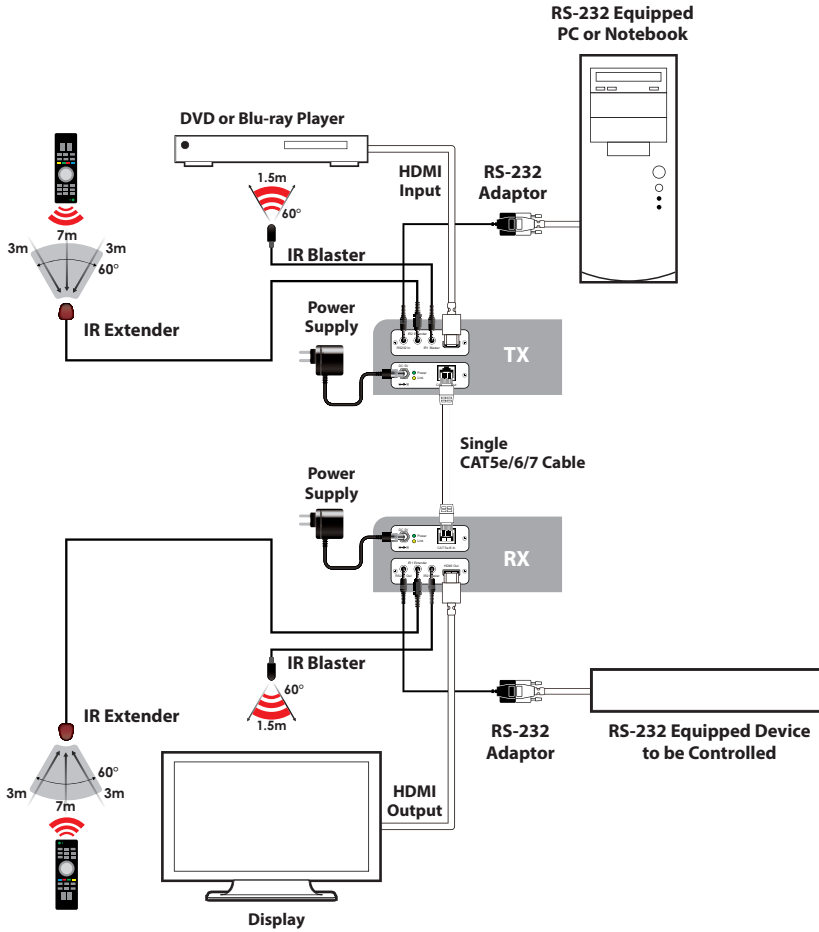 RS-232 Equipped
PC or Notebook
DVD or Blu-ray Player
HDMI
Input
RS-232
Adaptor
1.5m
60°
7m
3m
3m
60°
IR Blaster
IR Extender
Power
Supply
TX
Single
CAT5e/6/7 Cable
Power
Supply
RX
HDMI Out
IR Blaster
60°
1.5m
IR Extender
60°
3m
3m
7m
RS-232
Adaptor
RS-232 Equipped Device
to be Controlled
HDMI
Output
Display